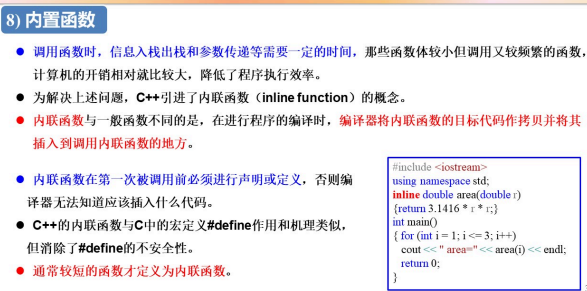 8) 内置函数
● 调用函数时，信息入栈出栈和参数传递等需要一定的时间，那些函数体较小但调用又较频繁的函数，
计算机的开销相对就比较大，降低了程序执行效率。
● 为解决上述问题，C++引进了内联函数（inline function）的概念。
● 内联函数与一般函数不同的是，在进行程序的编译时，编译器将内联函数的目标代码作拷贝并将其
插入到调用内联函数的地方。
● 内联函数在第一次被调用前必须进行声明或定义，否则编
译器无法知道应该插入什么代码。
● C++的内联函数与C中的宏定义#define作用和机理类似，
但消除了#define的不安全性。
● 通常较短的函数才定义为内联函数。
#include <iostream>
using namespace std;
inline double area(double r)
{return 3.1416 * r * r;}
int main()
{ for (int i = 1; i <= 3; i++)
cout << " area=" << area(i) << endl;
return 0;
}